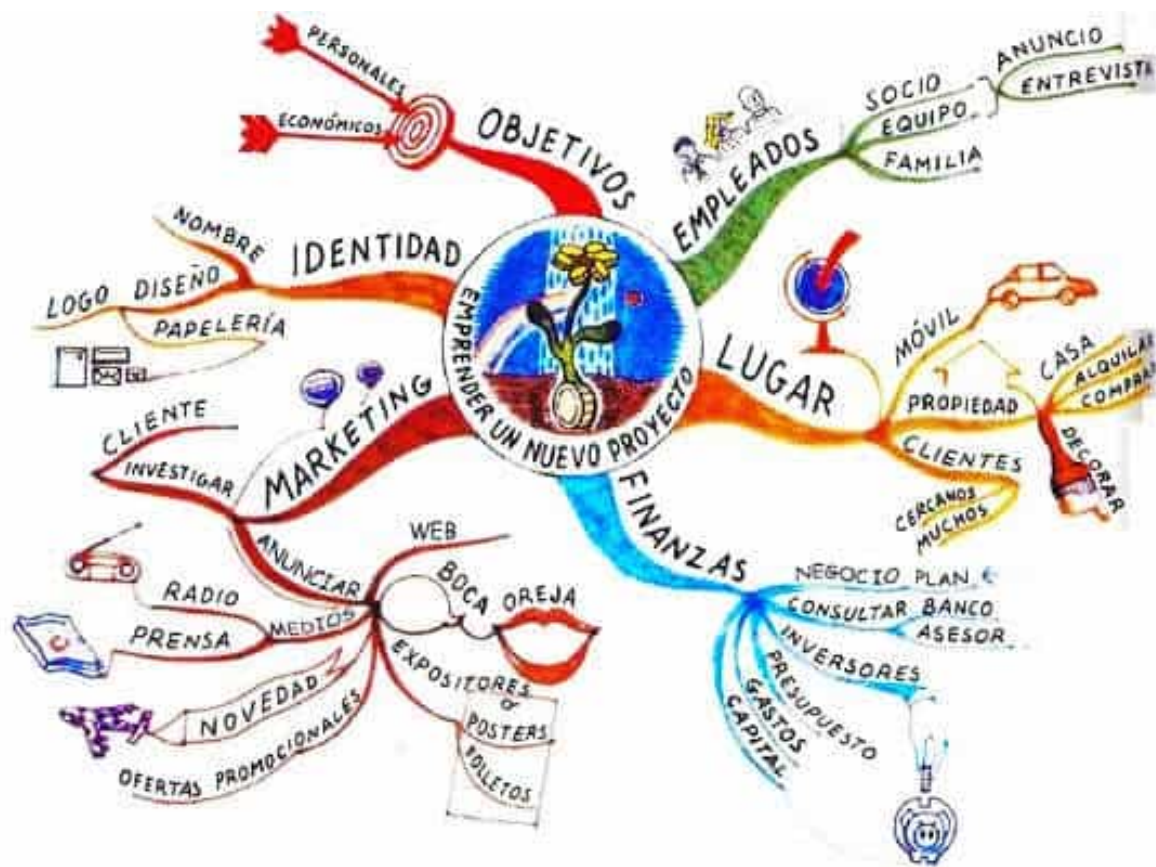 EMPRENDER UN NUEVO PROYECTO
OBJETIVOS
PERSONALES
ECONÓMICOS
EMPLEADOS
SOCIO
EQUIPO
FAMILIA
ANUNCIO
ENTREVISTA
LUGAR
MÓVIL
PROPIEDAD
CASA
ALQUILAR
COMPRAR
DECORAR
CLIENTES
CERCANOS
MUCHOS
FINANZAS
NEGOCIO PLAN
CONSULTAR
BANCO
ASESOR
INVERSORES
PRESUPUESTO
GASTOS
CAPITAL
MARKETING
INVESTIGAR
CLIENTE
ANUNCIAR
WEB
BOCA OREJA
MEDIOS
RADIO
PRENSA
NOVEDAD
OFERTAS PROMOCIONALES
EXPOSITORES
o
POSTERS
FOLLETOS
IDENTIDAD
NOMBRE
DISEÑO
LOGO
PAPELERÍA